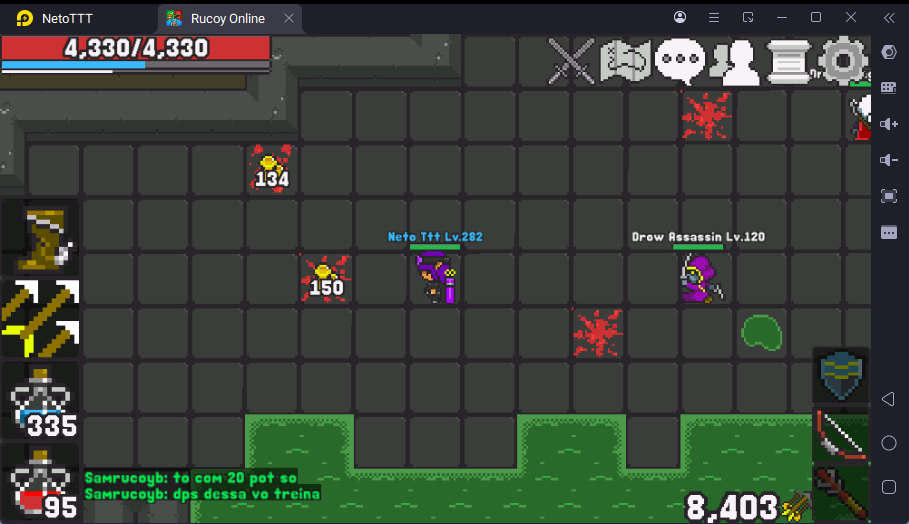 NetoTTT
Rucoy Online
4,330/4,330
134
Neto Ttt Lv.282
Drow Assassin Lv.120
150
335
95
Samrucoyb: to com 20 pot so
Samrucoyb: dps dessa vo treina
8,403